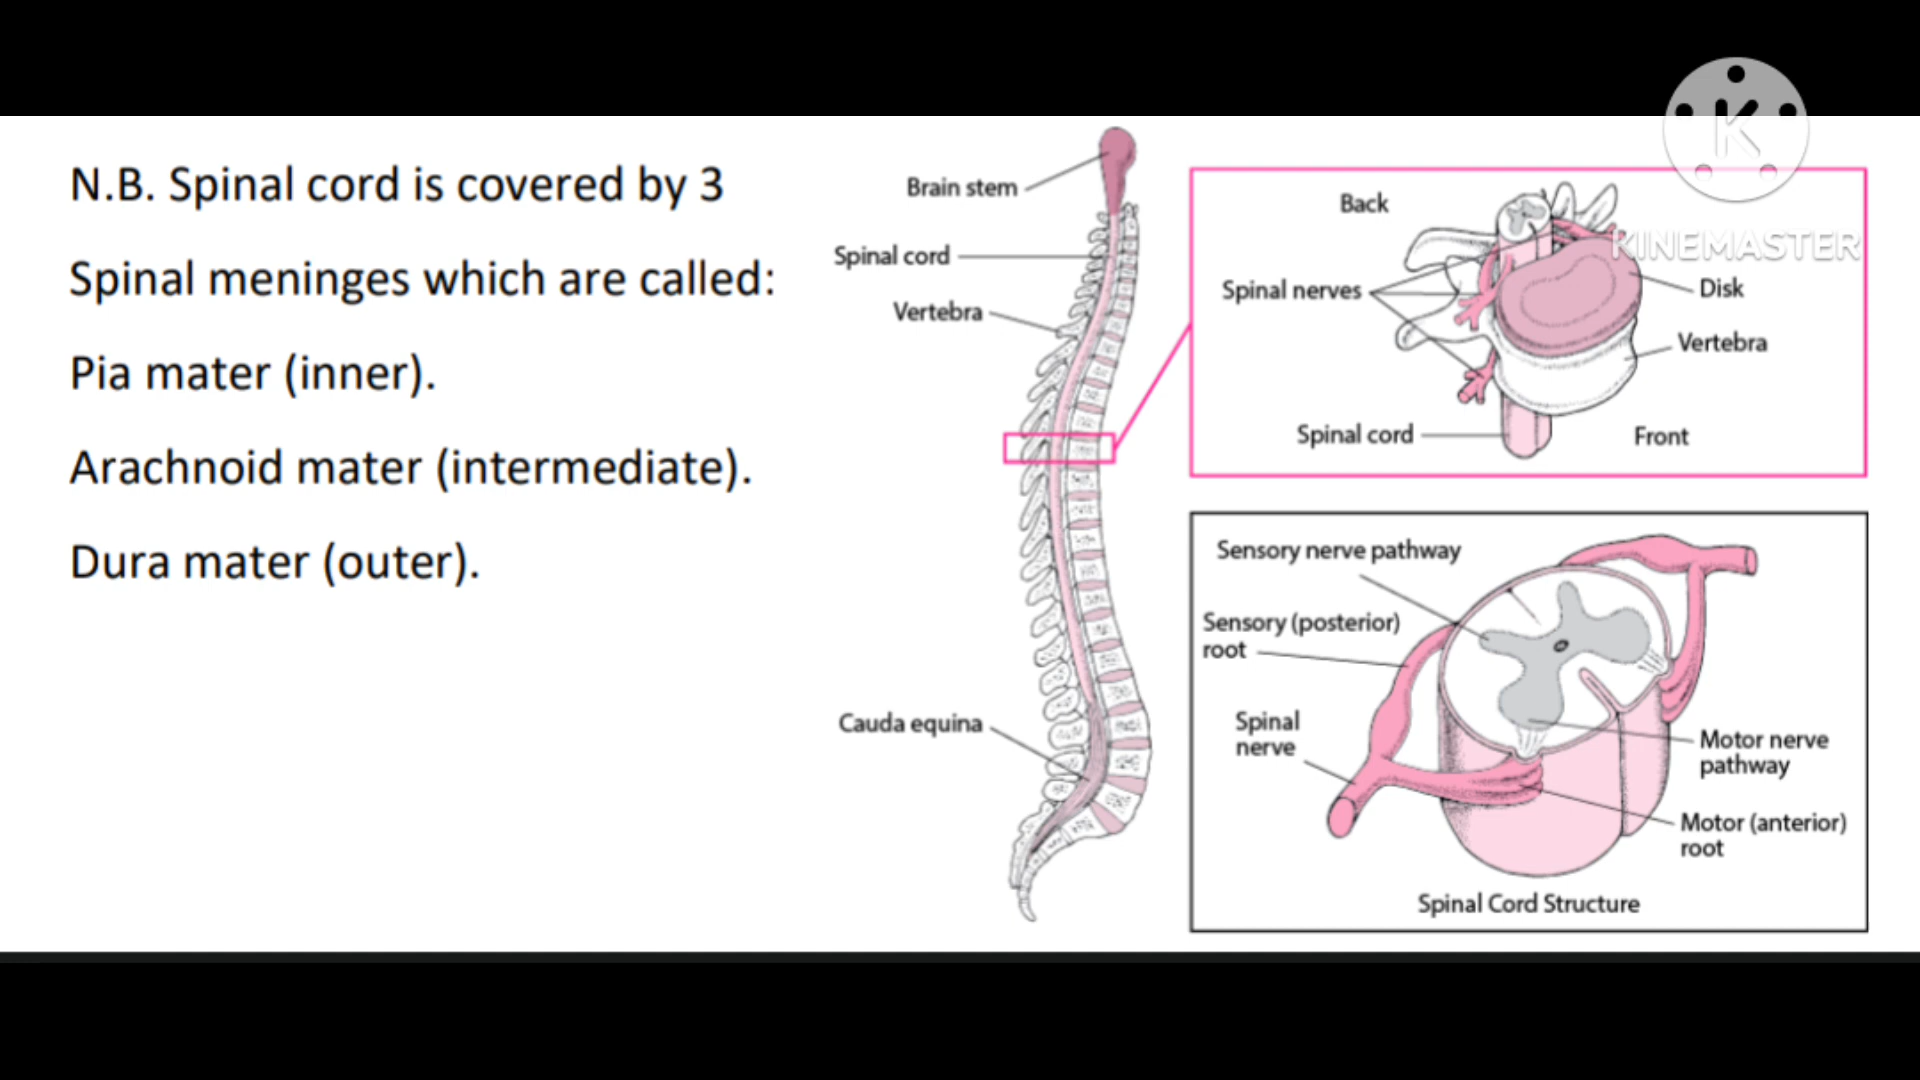 N.B. Spinal cord is covered by 3
Spinal meninges which are called:
Pia mater (inner).
Arachnoid mater (intermediate).
Dura mater (outer).
Brain stem
Spinal cord
Vertebra
Cauda equina
K
KINEMASTER
Back
Spinal nerves
Disk
Vertebra
Spinal cord
Front
Sensory nerve pathway
Sensory (posterior)
root
Spinal
nerve
Motor nerve
pathway
Motor (anterior)
root
Spinal Cord Structure